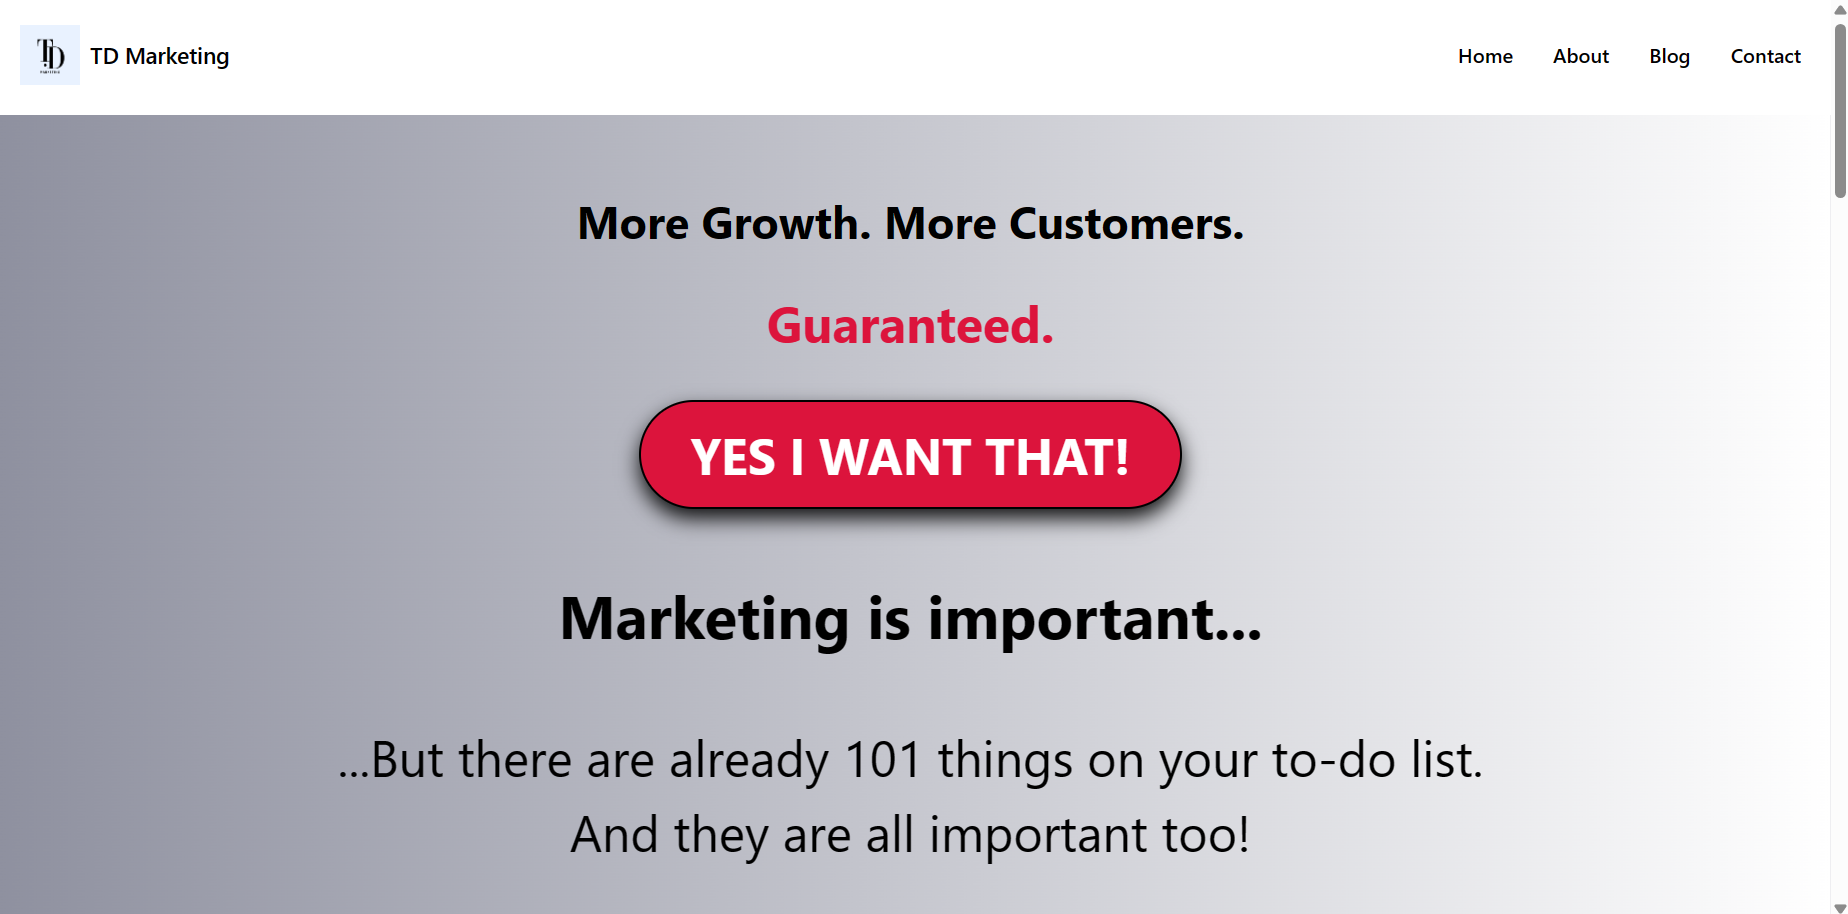 TD
MARKETING
TD Marketing
Home
About
Blog
Contact
More Growth. More Customers.
Guaranteed.
YES I WANT THAT!
Marketing is important...
...But there are already 101 things on your to-do list.
And they are all important too!